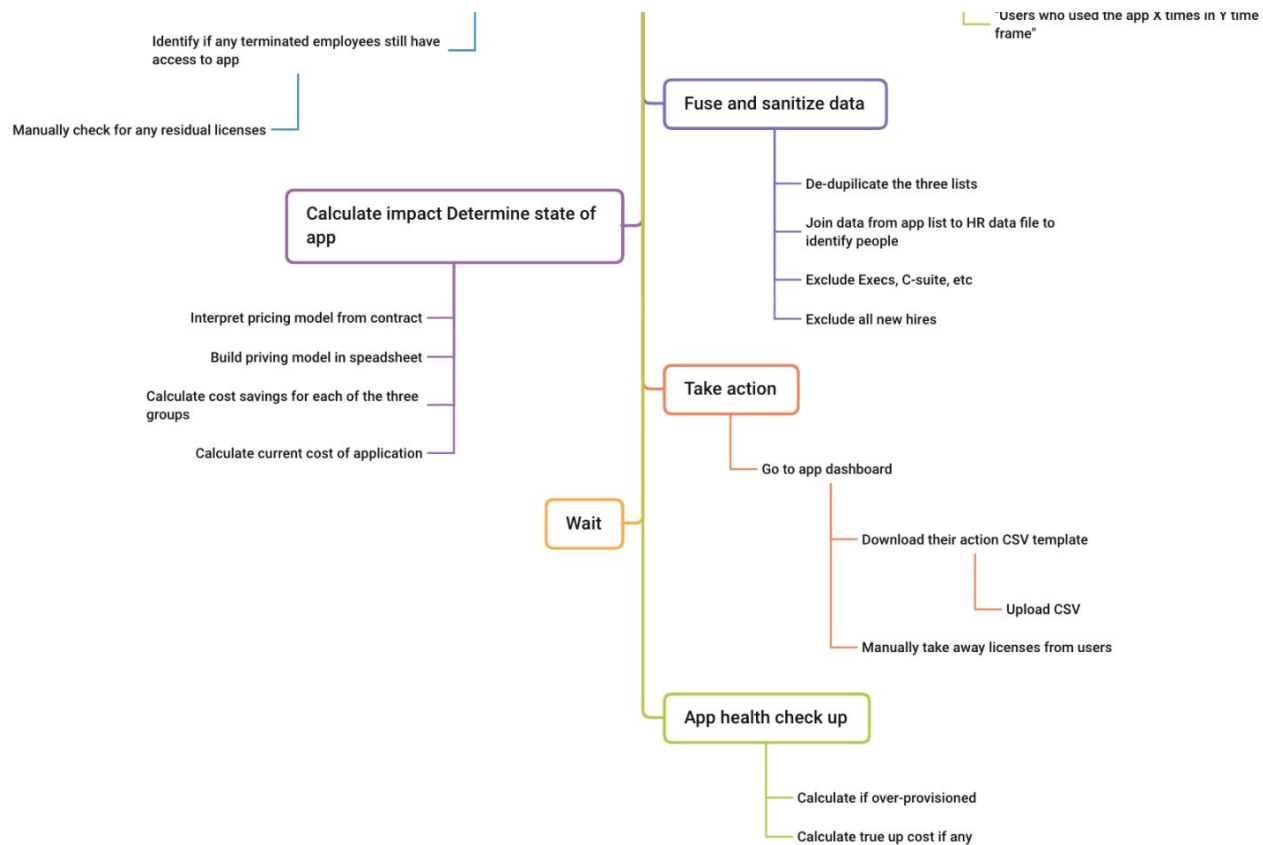 "Users who used the app X times in Y time
frame"
Identify if any terminated employees still have
access to app
Manually check for any residual licenses
Fuse and sanitize data
De-dupilicate the three lists
Join data from app list to HR data file to
identify people
Exclude Execs, C-suite, etc
Exclude all new hires
Calculate impact Determine state of
app
Interpret pricing model from contract
Build priving model in speadsheet
Calculate cost savings for each of the three
groups
Calculate current cost of application
Take action
Go to app dashboard
Download their action CSV template
Upload CSV
Manually take away licenses from users
Wait
App health check up
Calculate if over-provisioned
Calculate true up cost if any